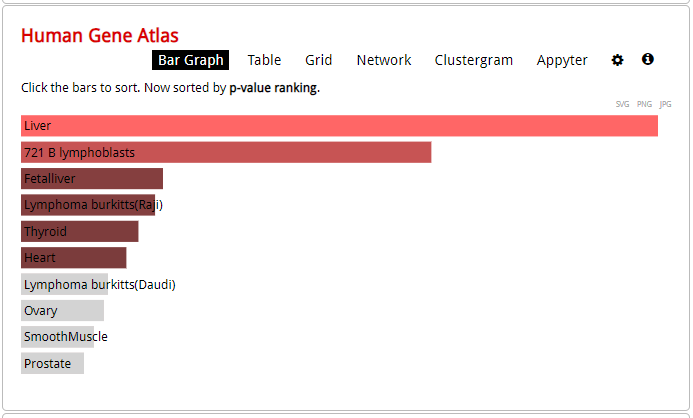 Human Gene Atlas
Bar Graph Table Grid Network Clustergram Appyter
Click the bars to sort. Now sorted by p-value ranking.
SVG PNG JPG
Liver
721 B lymphoblasts
Fetalliver
Lymphoma burkitts(Raji)
Thyroid
Heart
Lymphoma burkitts(Daudi)
Ovary
SmoothMuscle
Prostate